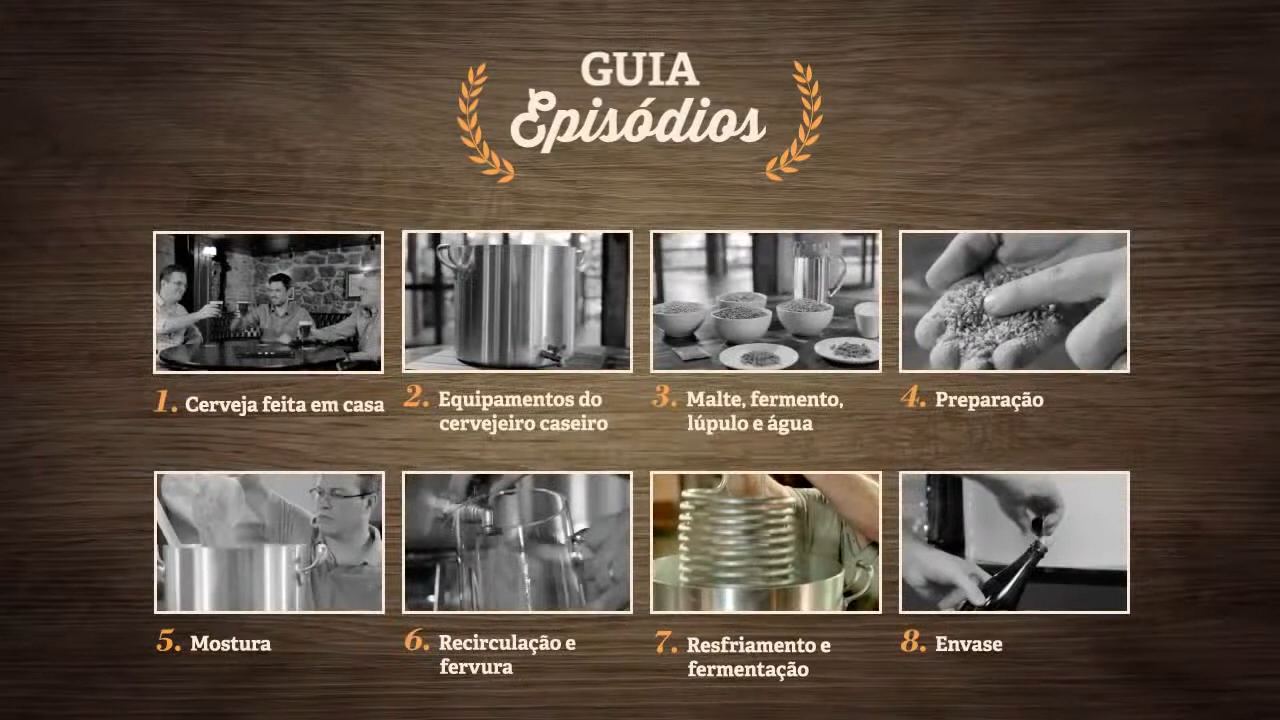 GUIA
Episódios
1. Cerveja feita em casa
2. Equipamentos do
cervejeiro caseiro
3. Malte, fermento,
lúpulo e água
4. Preparação
5. Mostura
6. Recirculação e
fervura
7. Resfriamento e
fermentação
8. Envase